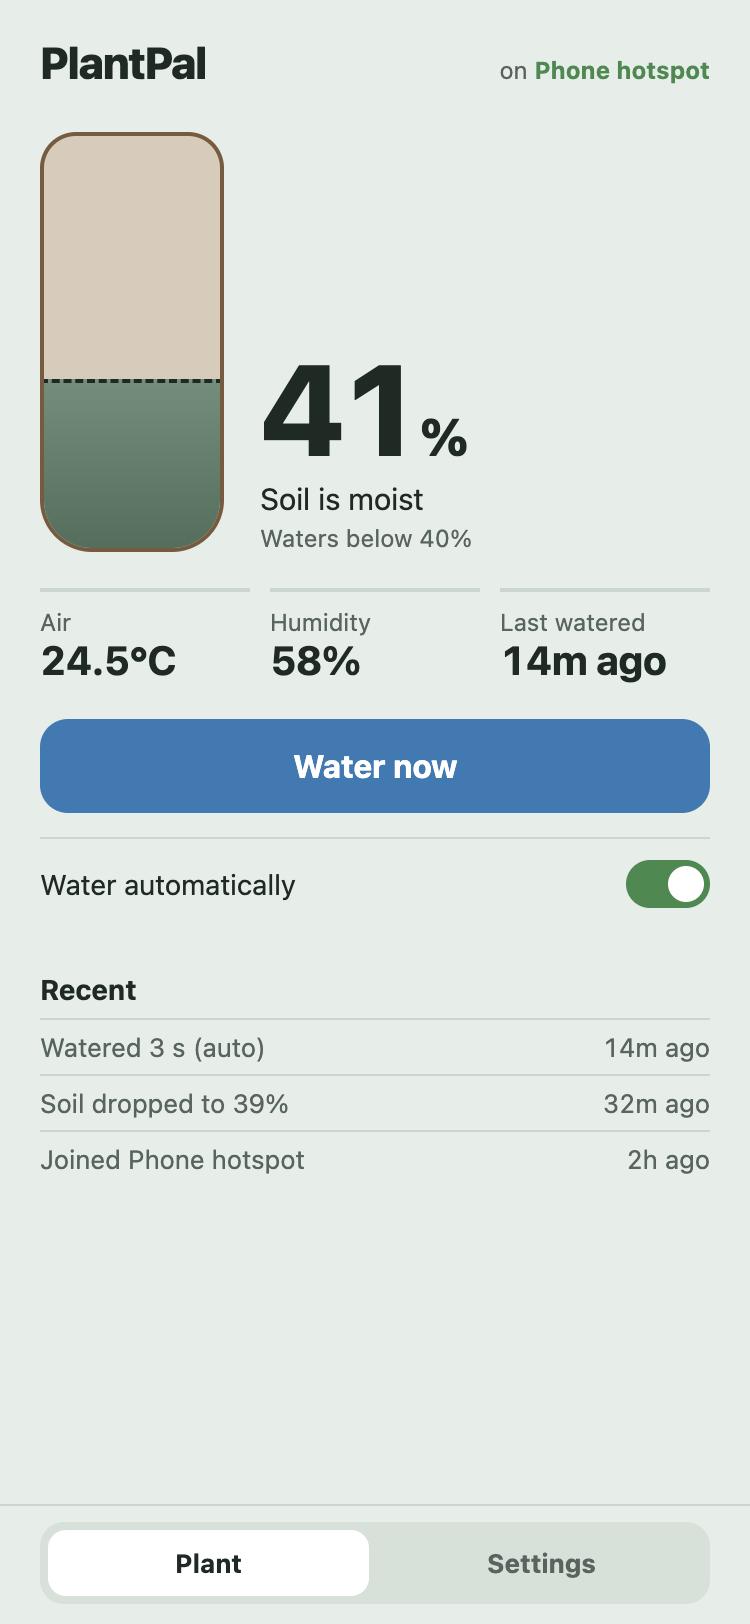 PlantPal
on Phone hotspot
41%
Soil is moist
Waters below 40%
Air
24.5°C
Humidity
58%
Last watered
14m ago
Water now
Water automatically
Recent
Watered 3 s (auto) 14m ago
Soil dropped to 39% 32m ago
Joined Phone hotspot 2h ago
Plant
Settings